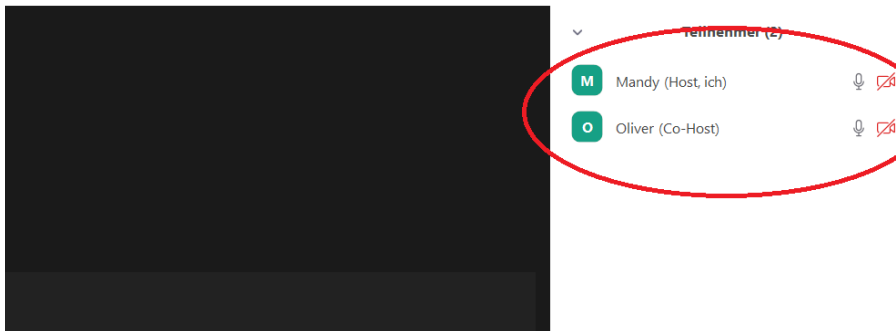 Teilnehmer (2)
M Mandy (Host, ich)
O Oliver (Co-Host)